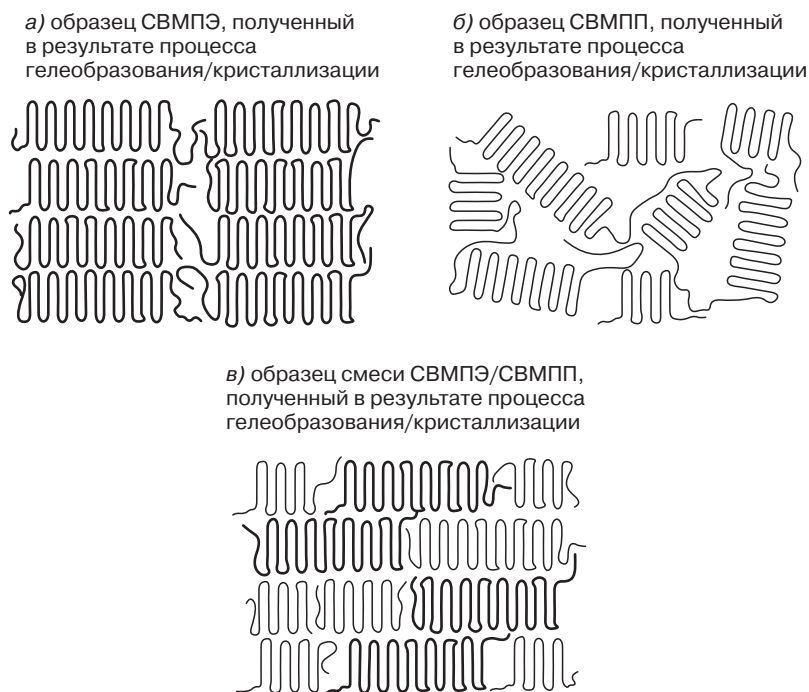 а) образец СВМПЭ, полученный
в результате процесса
гелеобразования/кристаллизации
б) образец СВМПП, полученный
в результате процесса
гелеобразования/кристаллизации
в) образец смеси СВМПЭ/СВМПП,
полученный в результате процесса
гелеобразования/кристаллизации